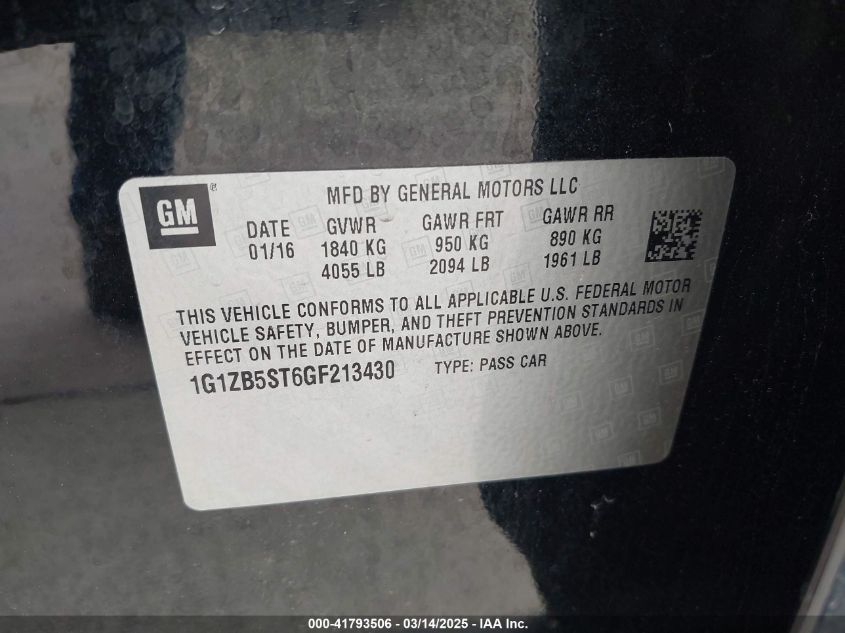 GM
MFD BY GENERAL MOTORS LLC
DATE GVWR GAWR FRT GAWR RR
01/16 1840 KG 950 KG 890 KG
4055 LB 2094 LB 1961 LB
THIS VEHICLE CONFORMS TO ALL APPLICABLE U.S. FEDERAL MOTOR
VEHICLE SAFETY, BUMPER, AND THEFT PREVENTION STANDARDS IN
EFFECT ON THE DATE OF MANUFACTURE SHOWN ABOVE.
1G1ZB5ST6GF213430 TYPE: PASS CAR
000-41793506 - 03/14/2025 - IAA Inc.